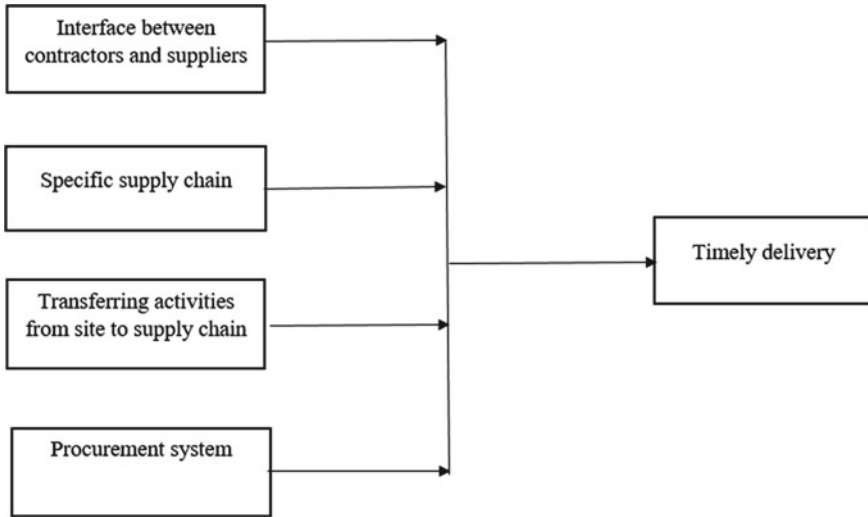 Interface between
contractors and suppliers
Specific supply chain
Transferring activities
from site to supply chain
Procurement system
Timely delivery